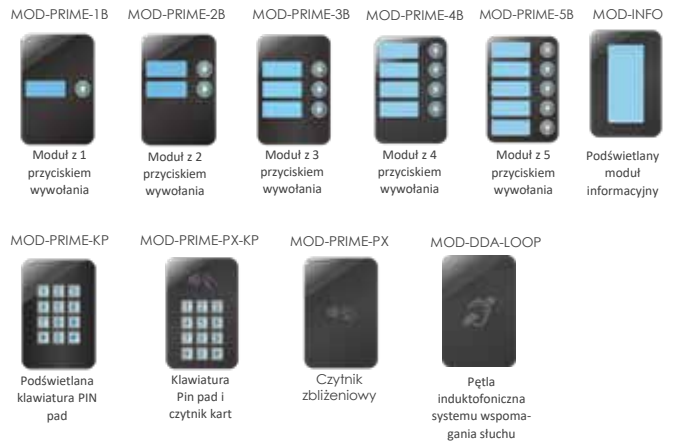 MOD-PRIME-1B MOD-PRIME-2B MOD-PRIME-3B MOD-PRIME-4B MOD-PRIME-5B MOD-INFO
Moduł z 1
przyciskiem
wywołania
Moduł z 2
przyciskiem
wywołania
Moduł z 3
przyciskiem
wywołania
Moduł z 4
przyciskiem
wywołania
Moduł z 5
przyciskiem
wywołania
Podświetlany
moduł
informacyjny
MOD-PRIME-KP MOD-PRIME-PX-KP MOD-PRIME-PX MOD-DDA-LOOP
Podświetlana
klawiatura PIN
pad
Klawiatura
Pin pad i
czytnik kart
Czytnik
zbliżeniowy
Pętla
induktofoniczna
systemu wspoma-
gania słuchu